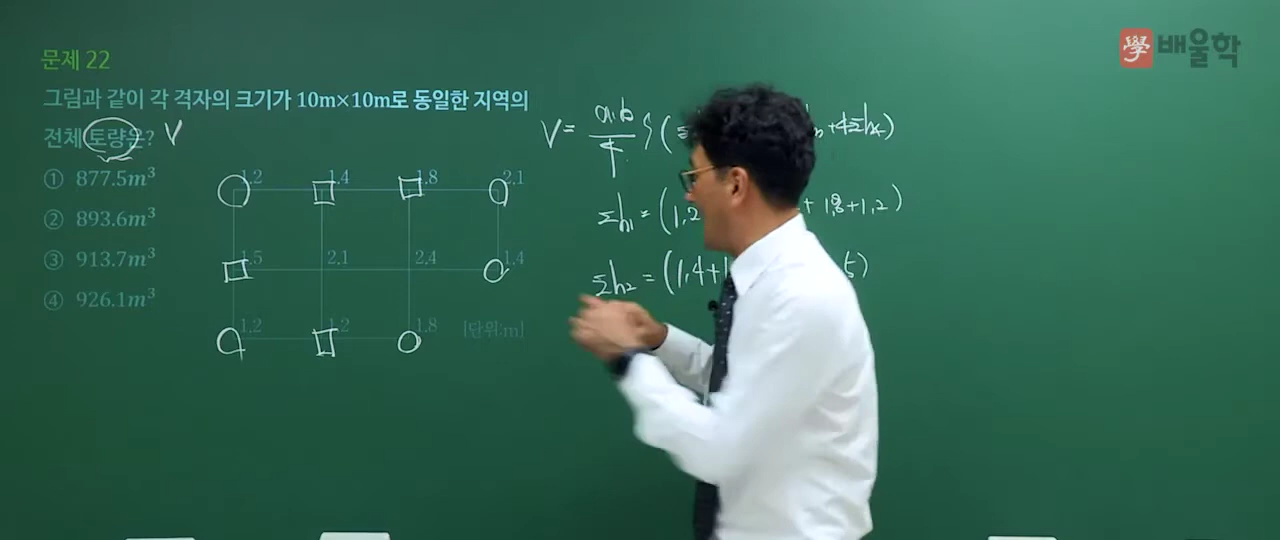 學 배울학
문제 22
그림과 같이 각 격자의 크기가 10m×10m로 동일한 지역의
전체 토량은? V
① 877.5m³
② 893.6m³
③ 913.7m³
④ 926.1m³
1.2 1.4 1.8 2.1
1.5 2.1 2.4 1.4
1.2 1.2 1.8 [단위:m]
V= a.b/4
Σh₁ = (1,2 + 1,8+1,2)
Σh₂ = (1,4+1 5)